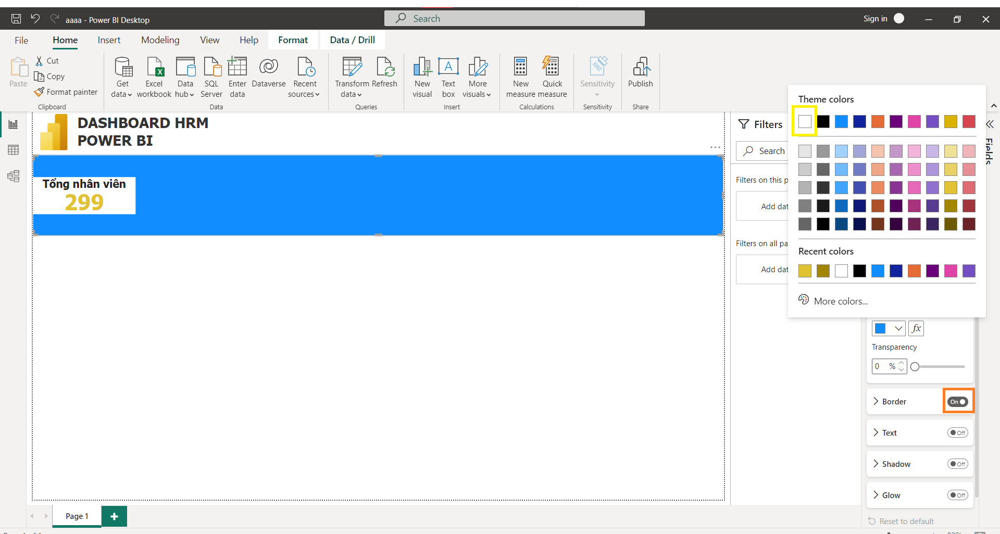 aaaa - Power BI Desktop
Search
Sign in
File Home Insert Modeling View Help Format Data / Drill
Paste
Cut
Copy
Format painter
Clipboard
Get data
Excel workbook
Data hub
SQL Server
Enter data
Dataverse
Recent sources
Data
Transform data
Refresh
Queries
New visual
Text box
More visuals
Insert
New measure
Quick measure
Calculations
Sensitivity
Sensitivity
Publish
Share
DASHBOARD HRM
POWER BI
Tổng nhân viên
299
Filters
Search
Filters on this p
Add dat
Filters on all pa
Add dat
Theme colors
Recent colors
More colors...
Fields
fx
Transparency
0 %
Border On
Text Off
Shadow Off
Glow Off
Reset to default
Page 1